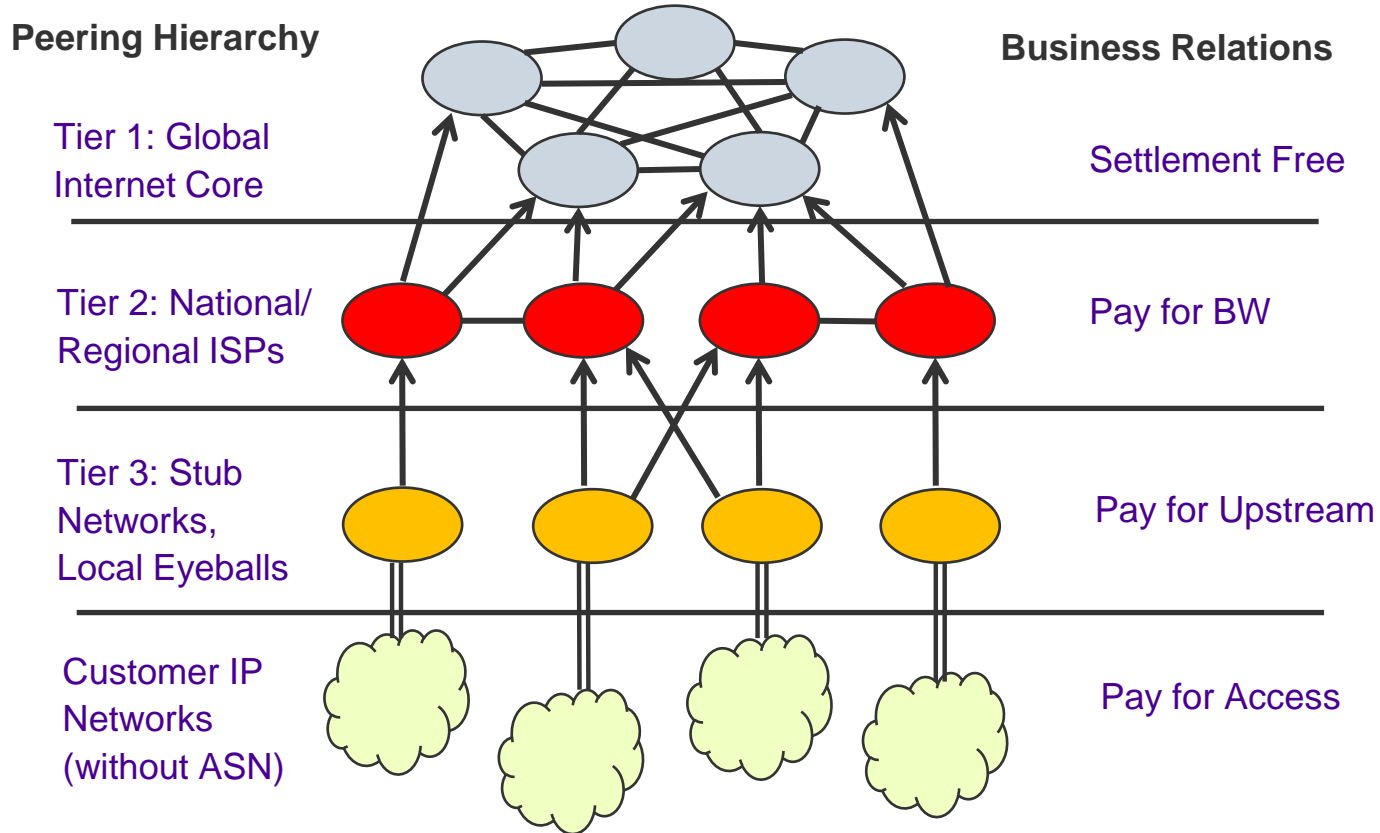 Peering Hierarchy
Business Relations
Tier 1: Global
Internet Core
Settlement Free
Tier 2: National/
Regional ISPs
Pay for BW
Tier 3: Stub
Networks,
Local Eyeballs
Pay for Upstream
Customer IP
Networks
(without ASN)
Pay for Access